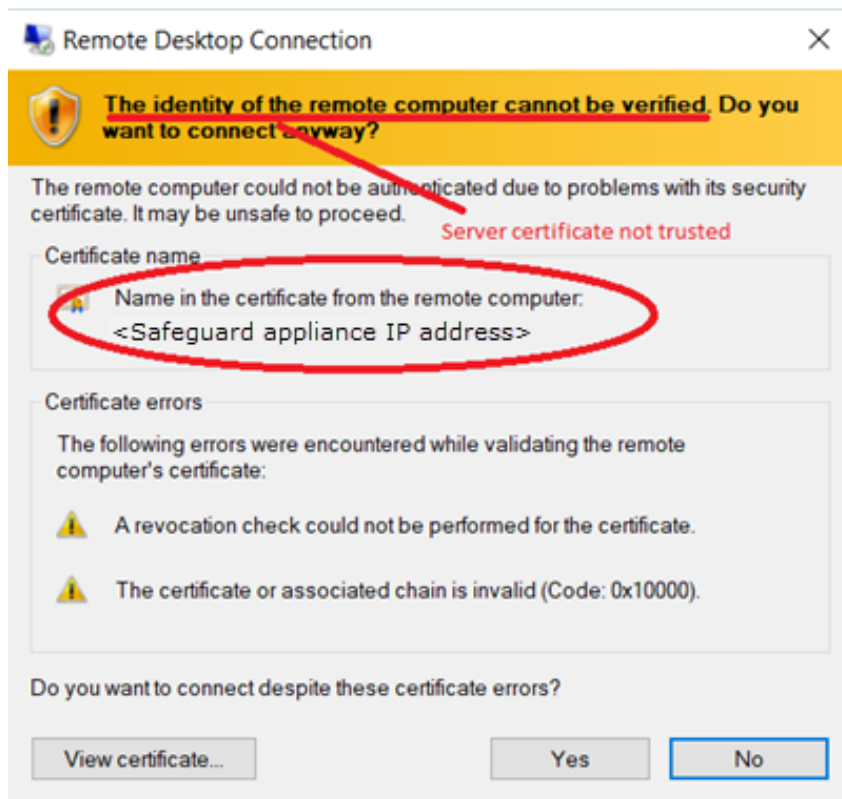 Remote Desktop Connection
The identity of the remote computer cannot be verified. Do you
want to connect anyway?
The remote computer could not be authenticated due to problems with its security
certificate. It may be unsafe to proceed.
Server certificate not trusted
Certificate name
Name in the certificate from the remote computer:
<Safeguard appliance IP address>
Certificate errors
The following errors were encountered while validating the remote
computer's certificate:
A revocation check could not be performed for the certificate.
The certificate or associated chain is invalid (Code: 0x10000).
Do you want to connect despite these certificate errors?
View certificate...
Yes
No